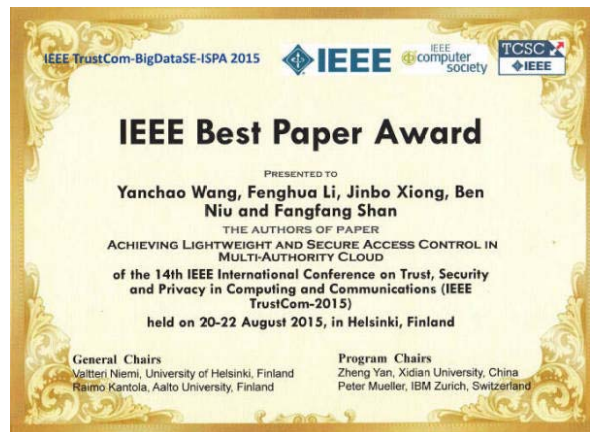 IEEE TrustCom-BigDataSE-ISPA 2015
IEEE
IEEE computer society
TCSC
IEEE
IEEE Best Paper Award
PRESENTED TO
Yanchao Wang, Fenghua Li, Jinbo Xiong, Ben
Niu and Fangfang Shan
THE AUTHORS OF PAPER
ACHIEVING LIGHTWEIGHT AND SECURE ACCESS CONTROL IN
MULTI-AUTHORITY CLOUD
of the 14th IEEE International Conference on Trust, Security
and Privacy in Computing and Communications (IEEE
TrustCom-2015)
held on 20-22 August 2015, in Helsinki, Finland
General Chairs
Valtteri Niemi, University of Helsinki, Finland
Raimo Kantola, Aalto University, Finland
Program Chairs
Zheng Yan, Xidian University, China
Peter Mueller, IBM Zurich, Switzerland